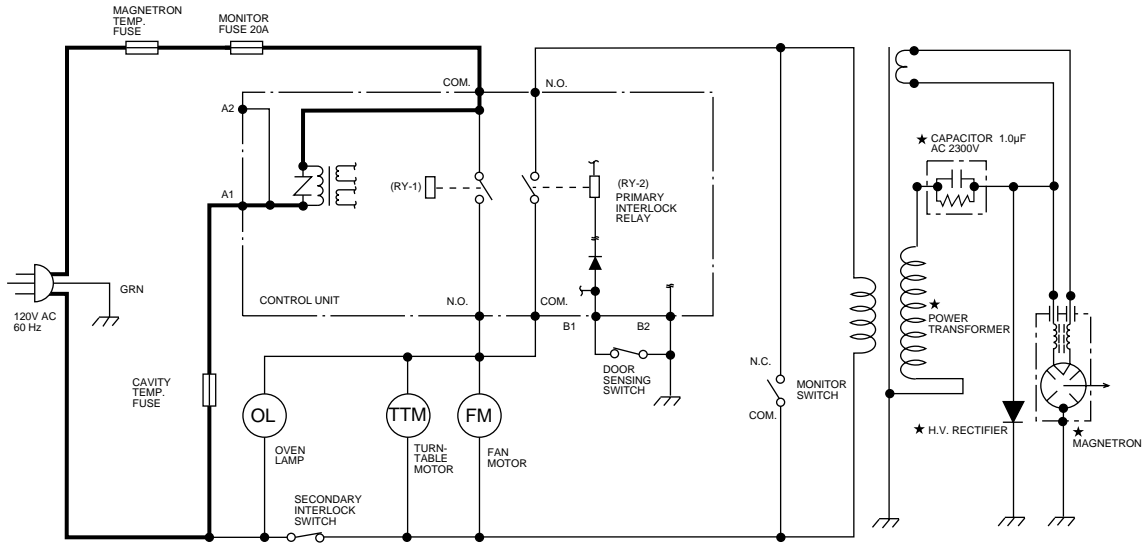 MAGNETRON
TEMP.
FUSE
MONITOR
FUSE 20A
COM.
N.O.
A2
★ CAPACITOR 1.0µF
AC 2300V
A1
(RY-1)
(RY-2)
PRIMARY
INTERLOCK
RELAY
GRN
120V AC
60 Hz
CONTROL UNIT
N.O.
COM.
B1
B2
★
POWER
TRANSFORMER
CAVITY
TEMP.
FUSE
DOOR
SENSING
SWITCH
N.C.
MONITOR
SWITCH
COM.
OL
TTM
FM
OVEN
LAMP
TURN-
TABLE
MOTOR
FAN
MOTOR
★ H.V. RECTIFIER
★
MAGNETRON
SECONDARY
INTERLOCK
SWITCH